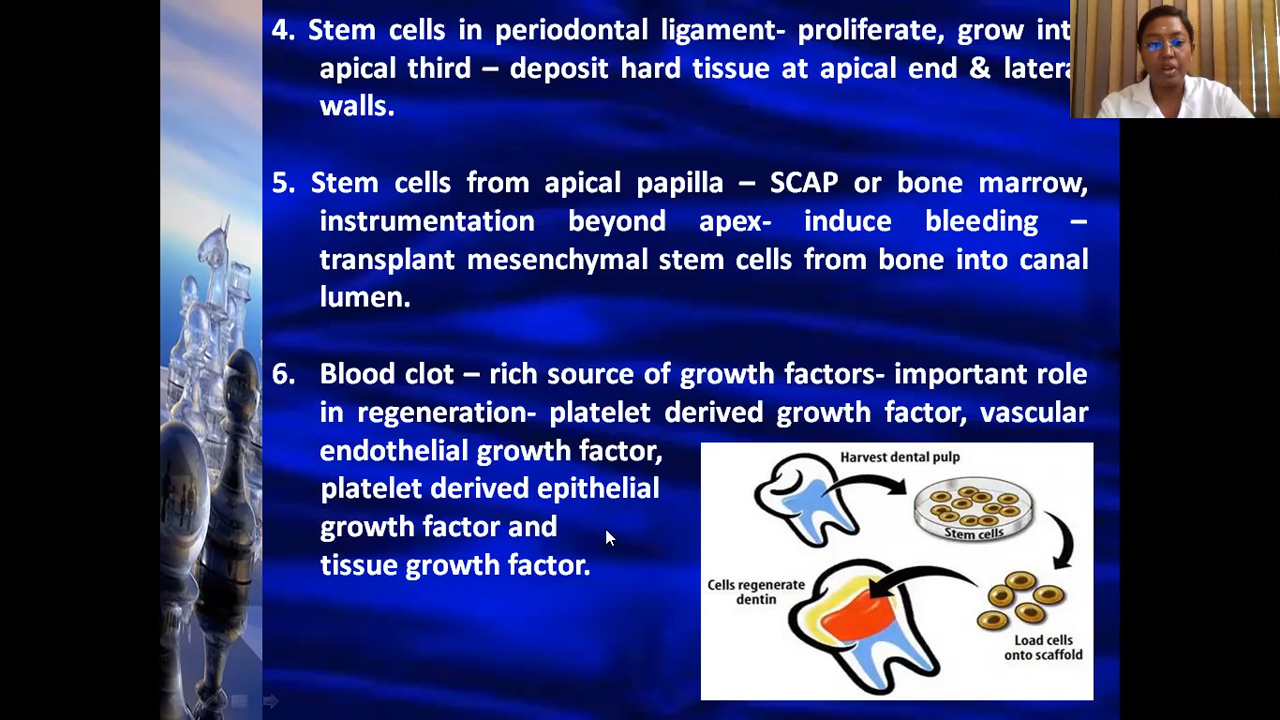 4. Stem cells in periodontal ligament- proliferate, grow int
apical third – deposit hard tissue at apical end & latera
walls.
5. Stem cells from apical papilla – SCAP or bone marrow,
instrumentation beyond apex- induce bleeding –
transplant mesenchymal stem cells from bone into canal
lumen.
6. Blood clot – rich source of growth factors- important role
in regeneration- platelet derived growth factor, vascular
endothelial growth factor,
platelet derived epithelial
growth factor and
tissue growth factor.
Harvest dental pulp
Stem cells
Cells regenerate
dentin
Load cells
onto scaffold